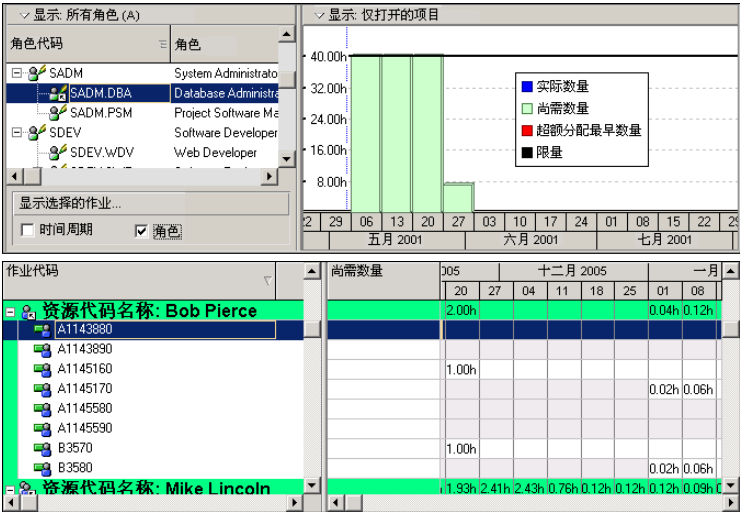 显示: 所有角色 (A)
显示: 仅打开的项目
角色代码 角色
SADM System Administrato
SADM.DBA Database Administra
SADM.PSM Project Software Ma
SDEV Software Developer
SDEV.WDV Web Developer
显示选择的作业...
时间周期 角色
40.00h
32.00h
24.00h
16.00h
8.00h
实际数量
尚需数量
超额分配最早数量
限量
2 29 06 13 20 27 03 10 17 24 01 08 15 22 29
五月 2001 六月 2001 七月 2001
作业代码 尚需数量 005 十二月 2005 一月
20 27 04 11 18 25 01 08
资源代码名称: Bob Pierce 2.00h 0.04h 0.12h
A1143880
A1143890
A1145160 1.00h
A1145170 0.02h 0.06h
A1145580
A1145590
B3570 1.00h
B3580 0.02h 0.06h
资源代码名称: Mike Lincoln 1.93h 2.41h 2.43h 0.76h 0.12h 0.12h 0.12h 0.09h